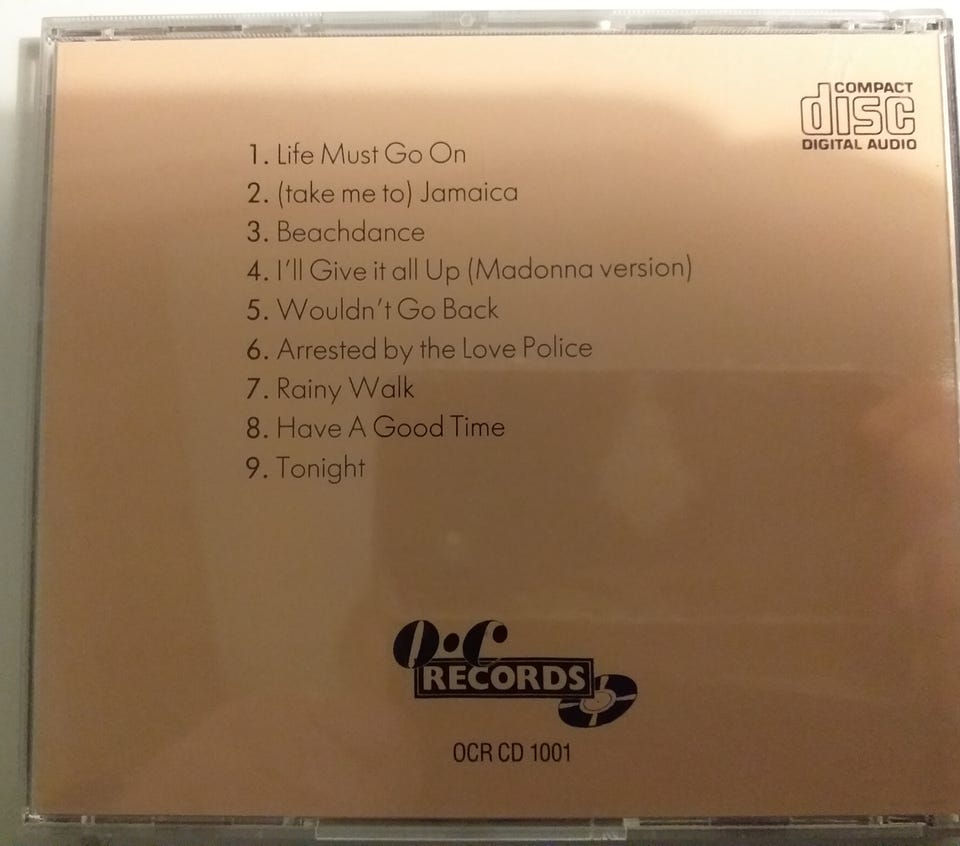 COMPACT
disc
DIGITAL AUDIO
1. Life Must Go On
2. (take me to) Jamaica
3. Beachdance
4. I'll Give it all Up (Madonna version)
5. Wouldn't Go Back
6. Arrested by the Love Police
7. Rainy Walk
8. Have A Good Time
9. Tonight
O•C
RECORDS
OCR CD 1001